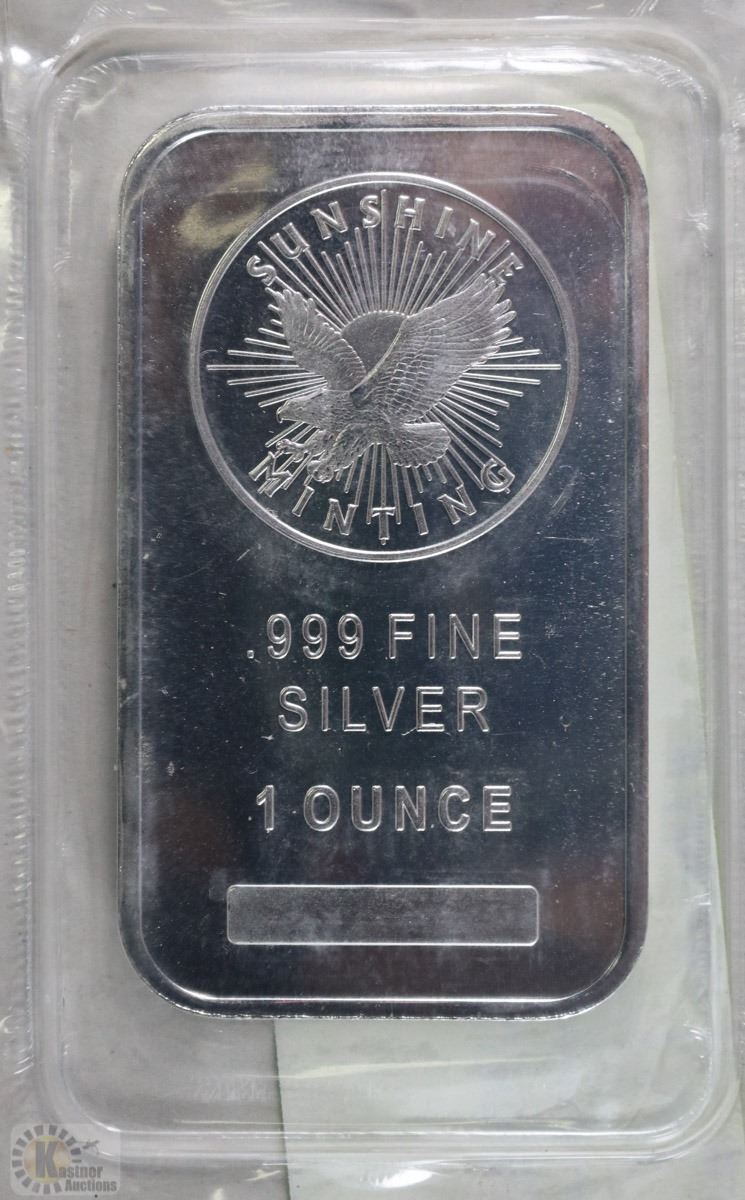 SUNSHINE
MINTING
.999 FINE
SILVER
1 OUNCE
Kastner
Auctions